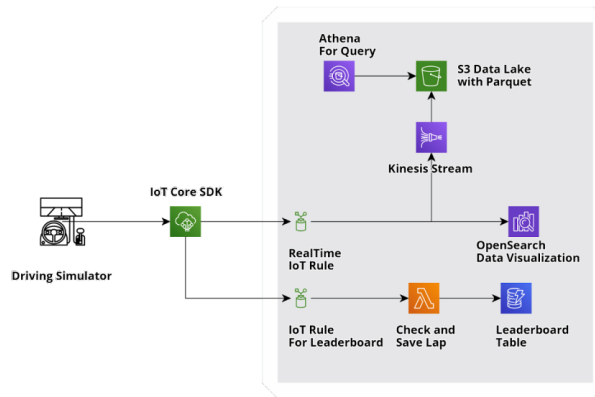 Athena
For Query
S3 Data Lake
with Parquet
Kinesis Stream
IoT Core SDK
Driving Simulator
RealTime
IoT Rule
OpenSearch
Data Visualization
IoT Rule
For Leaderboard
Check and
Save Lap
Leaderboard
Table